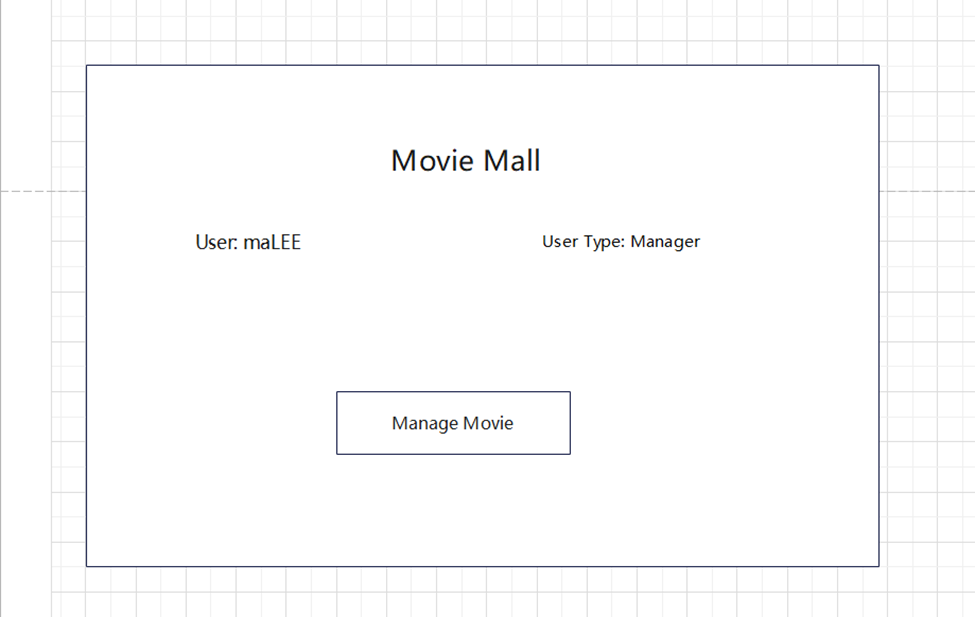 Movie Mall
User: maLEE
User Type: Manager
Manage Movie